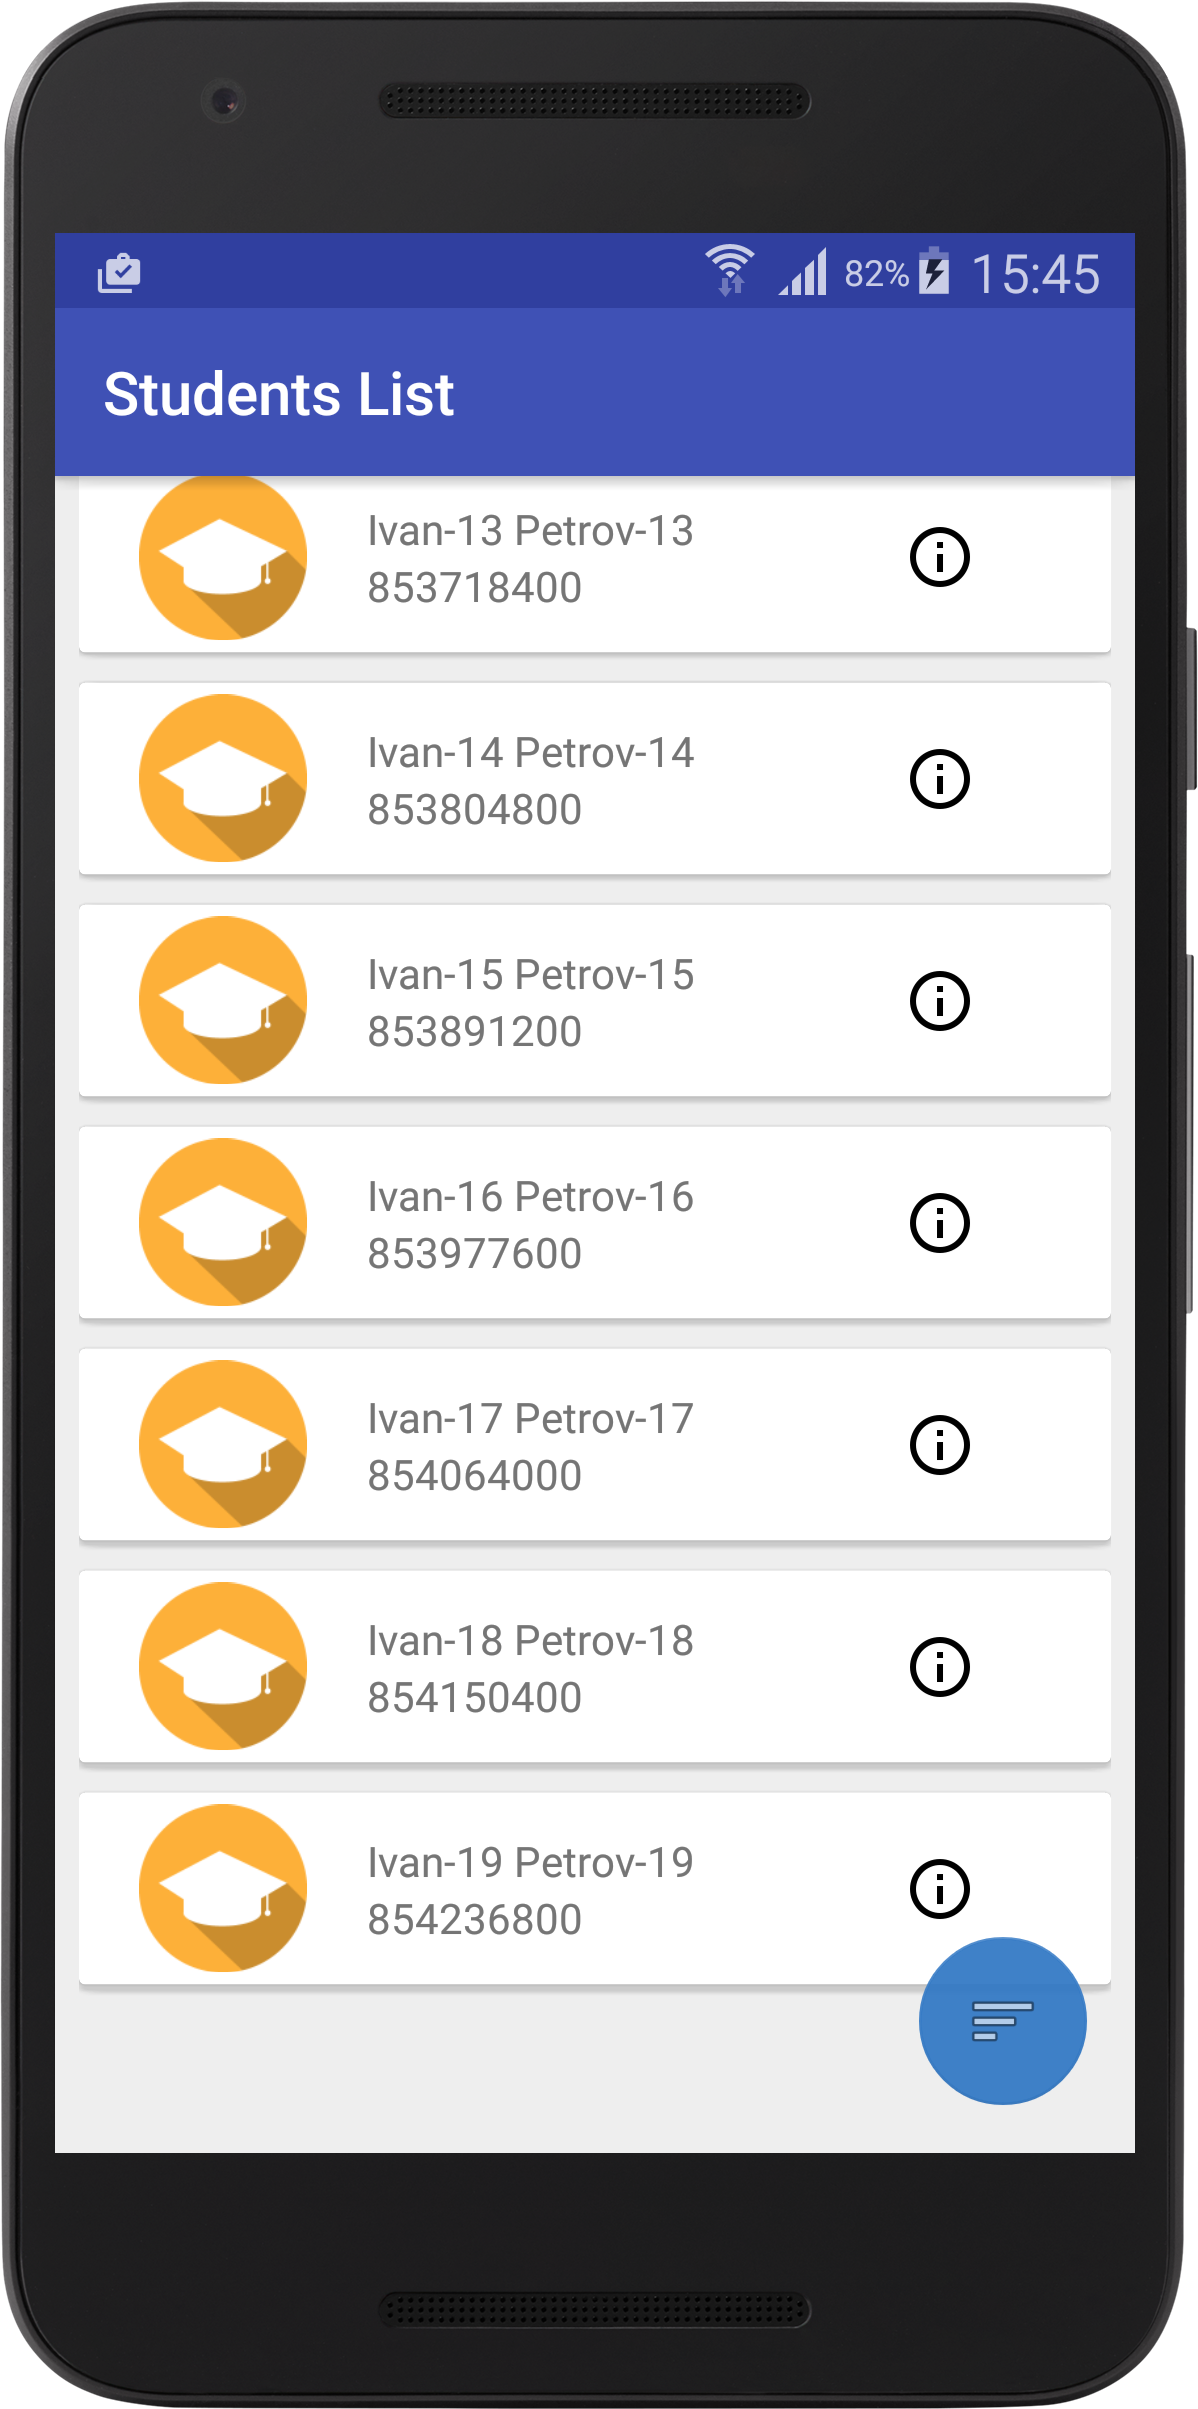 82% 15:45
Students List
Ivan-13 Petrov-13
853718400
Ivan-14 Petrov-14
853804800
Ivan-15 Petrov-15
853891200
Ivan-16 Petrov-16
853977600
Ivan-17 Petrov-17
854064000
Ivan-18 Petrov-18
854150400
Ivan-19 Petrov-19
854236800